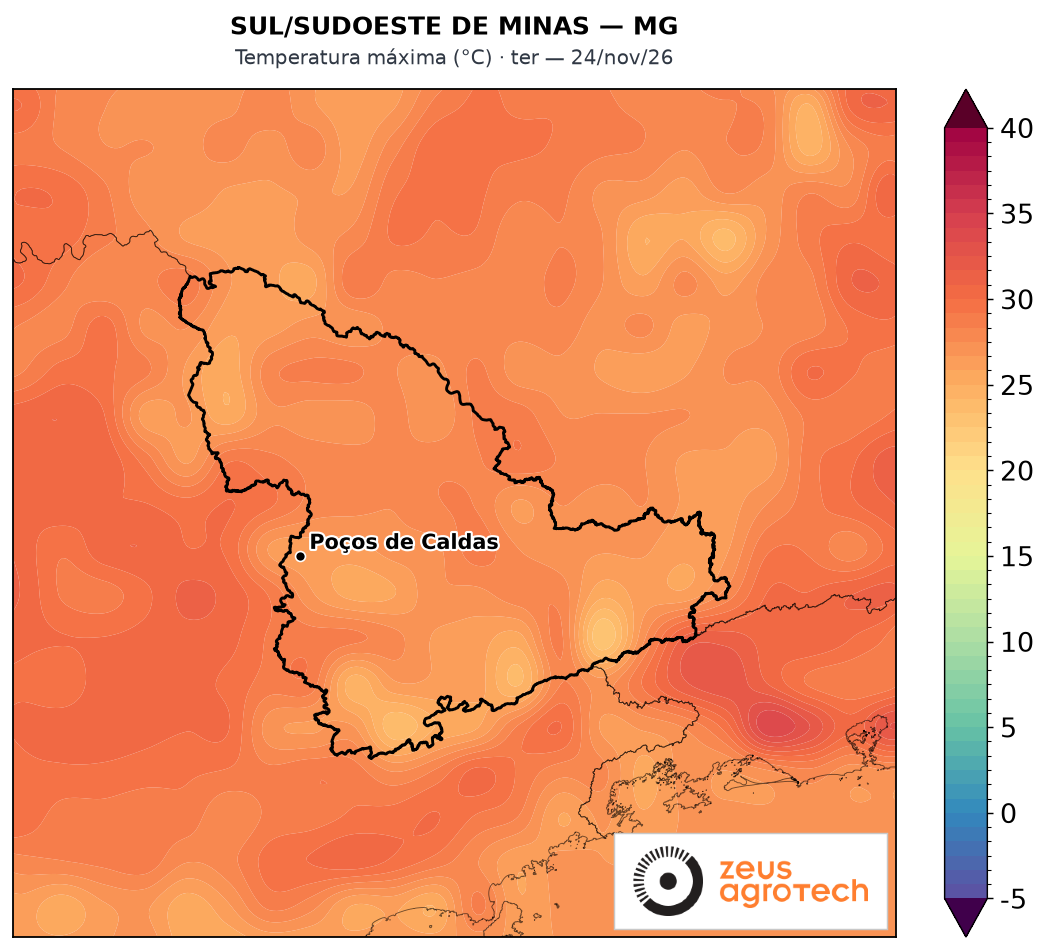 SUL/SUDOESTE DE MINAS — MG
Temperatura máxima (°C) · ter — 24/nov/26
40
35
30
25
20
15
10
5
0
-5
Poços de Caldas
zeus
agrotech